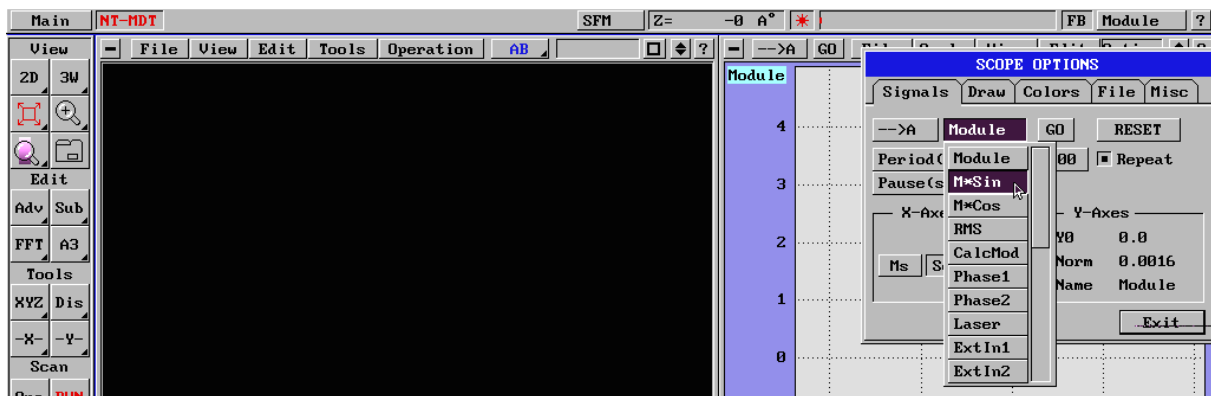 Main NT-MDT SFM Z= -0 A° FB Module ?
View
File View Edit Tools Operation AB ?
-->A GO
2D 3W
Edit
Adv Sub
FFT A3
Tools
XYZ Dis
-X- -Y-
Scan
RUN
Module
4
3
2
1
0
SCOPE OPTIONS
Signals Draw Colors File Misc
-->A Module GO RESET
Period( 00 Repeat
Pause(s
X-Axe Y-Axes
Y0 0.0
Ms S Norm 0.0016
Name Module
Exit
Module
M*Sin
M*Cos
RMS
CalcMod
Phase1
Phase2
Laser
ExtIn1
ExtIn2